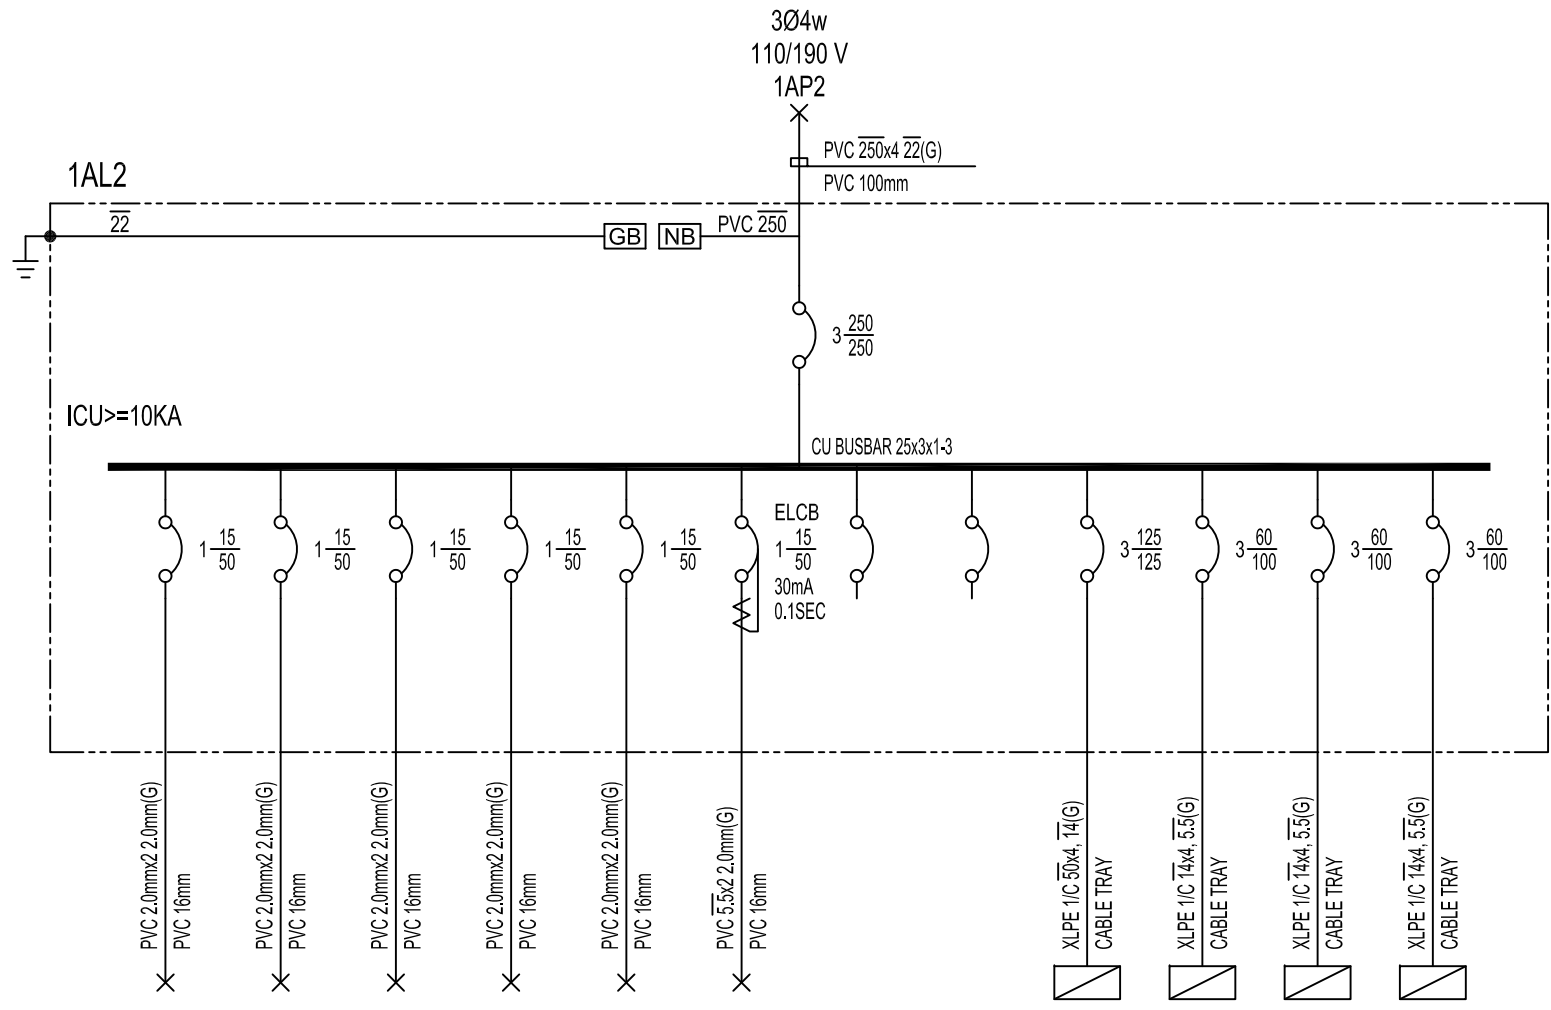 3Ø4w
110/190 V
1AP2
PVC 250x4 22(G)
PVC 100mm
1AL2
22
GB
NB
PVC 250
3 250/250
ICU>=10KA
CU BUSBAR 25x3x1-3
1 15/50
1 15/50
1 15/50
1 15/50
1 15/50
ELCB
1 15/50
30mA
0.1SEC
3 125/125
3 60/100
3 60/100
3 60/100
PVC 2.0mmx2 2.0mm(G)
PVC 16mm
PVC 2.0mmx2 2.0mm(G)
PVC 16mm
PVC 2.0mmx2 2.0mm(G)
PVC 16mm
PVC 2.0mmx2 2.0mm(G)
PVC 16mm
PVC 2.0mmx2 2.0mm(G)
PVC 16mm
PVC 5.5x2 2.0mm(G)
PVC 16mm
XLPE 1/C 50x4, 14(G)
CABLE TRAY
XLPE 1/C 14x4, 5.5(G)
CABLE TRAY
XLPE 1/C 14x4, 5.5(G)
CABLE TRAY
XLPE 1/C 14x4, 5.5(G)
CABLE TRAY